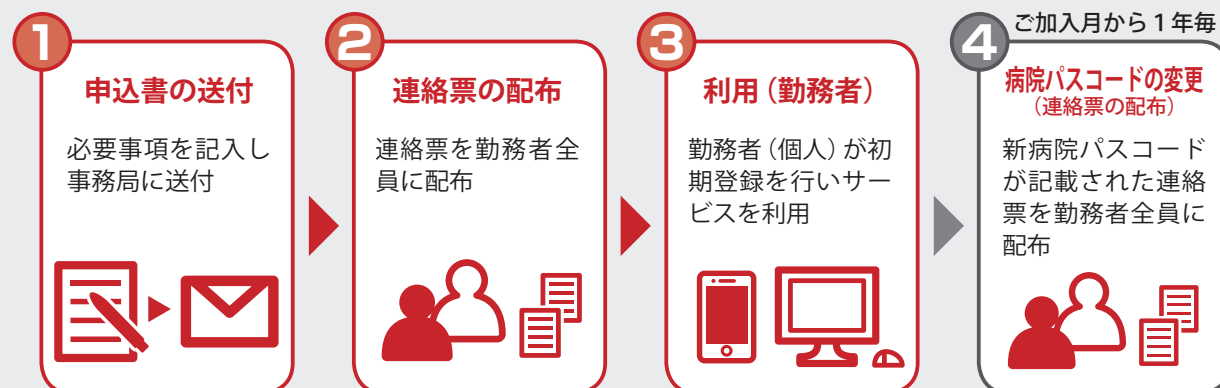 1
申込書の送付
必要事項を記入し
事務局に送付
2
連絡票の配布
連絡票を勤務者全
員に配布
3
利用（勤務者）
勤務者（個人）が初
期登録を行いサー
ビスを利用
4
ご加入月から１年毎
病院パスコードの変更
（連絡票の配布）
新病院パスコード
が記載された連絡
票を勤務者全員に
配布